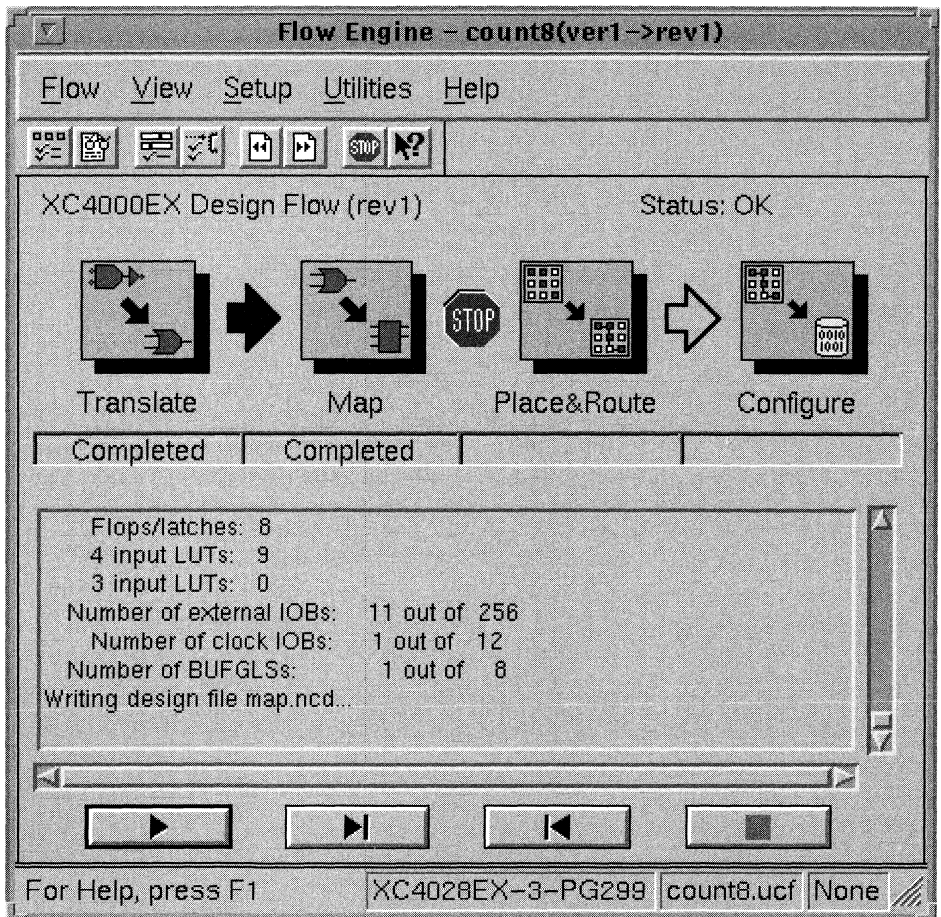 Flow Engine - count8(ver1->rev1)
Flow View Setup Utilities Help
STOP
XC4000EX Design Flow (rev1) Status: OK
STOP
0010
1001
Translate Map Place&Route Configure
Completed Completed
Flops/latches: 8
4 input LUTs: 9
3 input LUTs: 0
Number of external IOBs: 11 out of 256
Number of clock IOBs: 1 out of 12
Number of BUFGLSs: 1 out of 8
Writing design file map.ncd...
For Help, press F1 XC4028EX-3-PG299 count8.ucf None